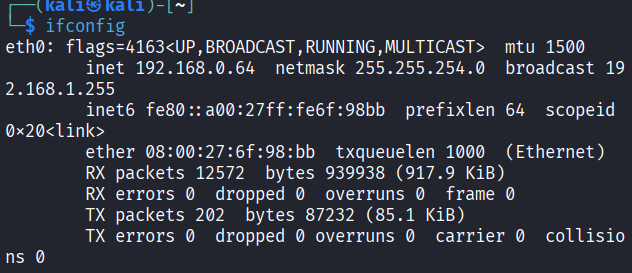 (kali㉿kali)-[~]
$ ifconfig
eth0: flags=4163<UP,BROADCAST,RUNNING,MULTICAST>  mtu 1500
        inet 192.168.0.64  netmask 255.255.254.0  broadcast 19
2.168.1.255
        inet6 fe80::a00:27ff:fe6f:98bb  prefixlen 64  scopeid
0x20<link>
        ether 08:00:27:6f:98:bb  txqueuelen 1000  (Ethernet)
        RX packets 12572  bytes 939938 (917.9 KiB)
        RX errors 0  dropped 0  overruns 0  frame 0
        TX packets 202  bytes 87232 (85.1 KiB)
        TX errors 0  dropped 0 overruns 0  carrier 0  collisio
ns 0